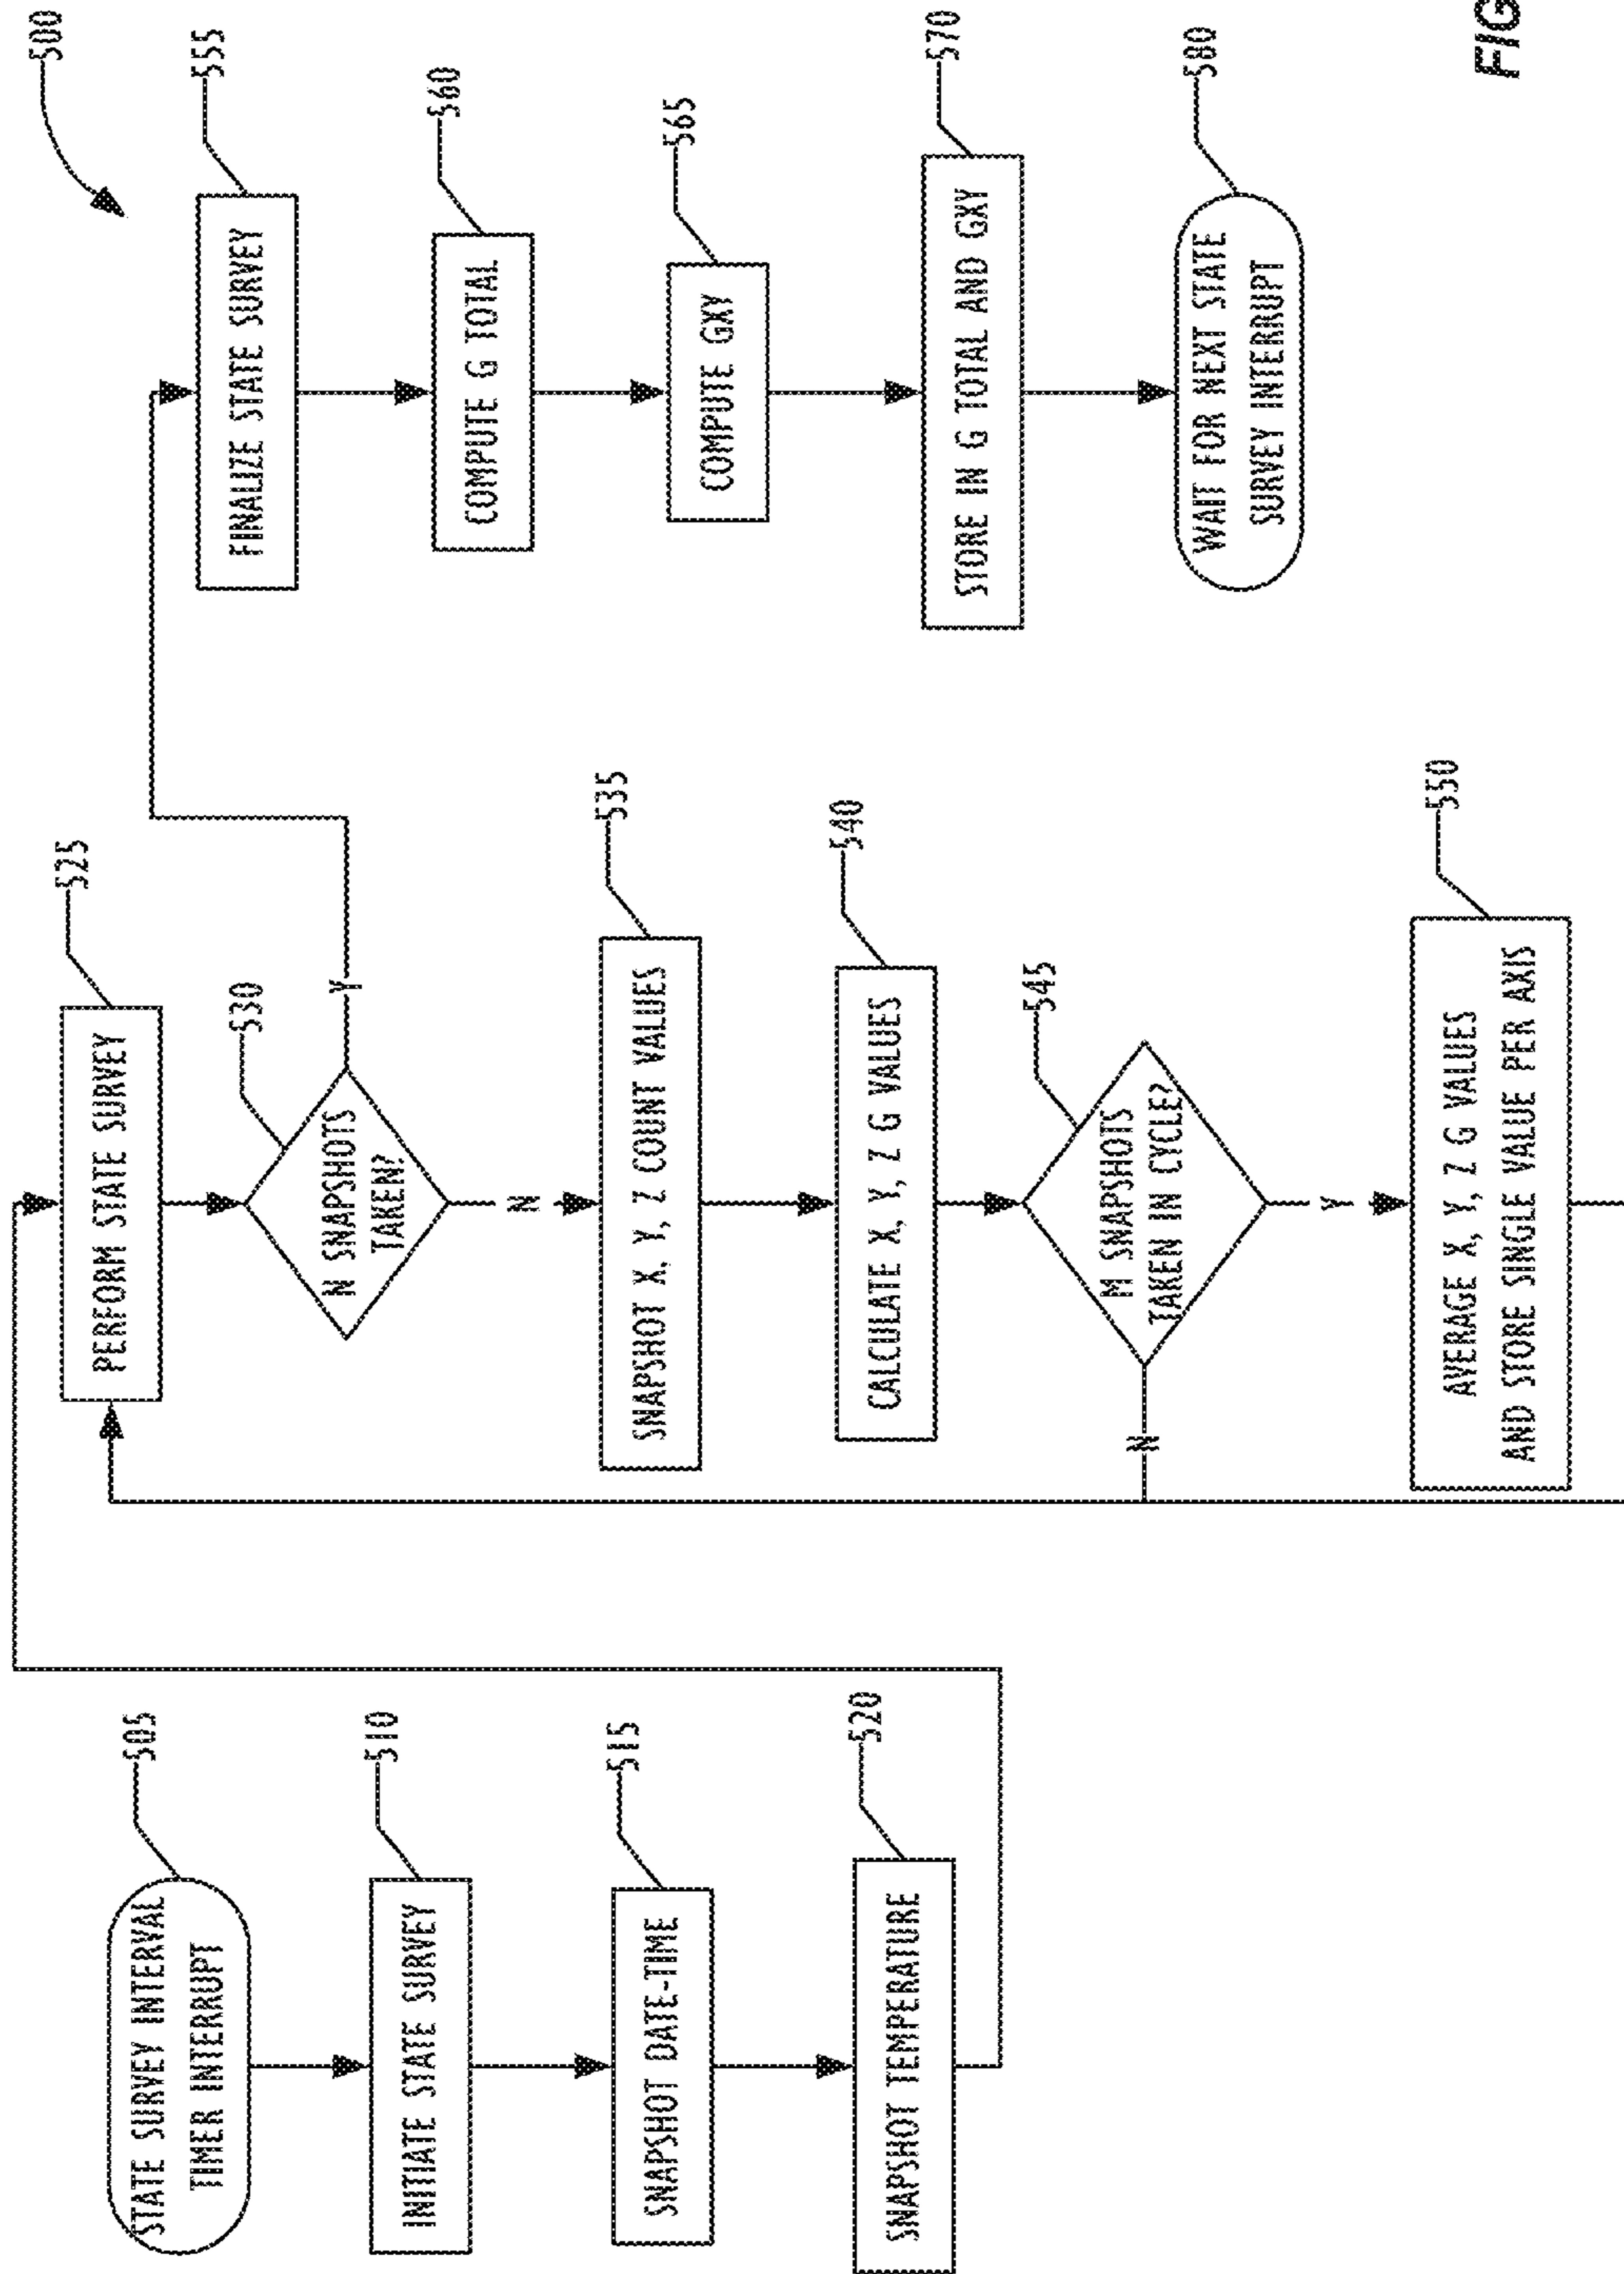 500
505
STATE SURVEY INTERVAL
TIMER INTERRUPT
510
INITIATE STATE SURVEY
515
SNAPSHOT DATE-TIME
520
SNAPSHOT TEMPERATURE
525
PERFORM STATE SURVEY
530
N SNAPSHOTS
TAKEN?
Y
N
535
SNAPSHOT X, Y, Z COUNT VALUES
540
CALCULATE X, Y, Z G VALUES
545
M SNAPSHOTS
TAKEN IN CYCLE?
N
Y
550
AVERAGE X, Y, Z G VALUES
AND STORE SINGLE VALUE PER AXIS
555
FINALIZE STATE SURVEY
560
COMPUTE G TOTAL
565
COMPUTE GXY
570
STORE IN G TOTAL AND GXY
580
WAIT FOR NEXT STATE
SURVEY INTERRUPT
FIG